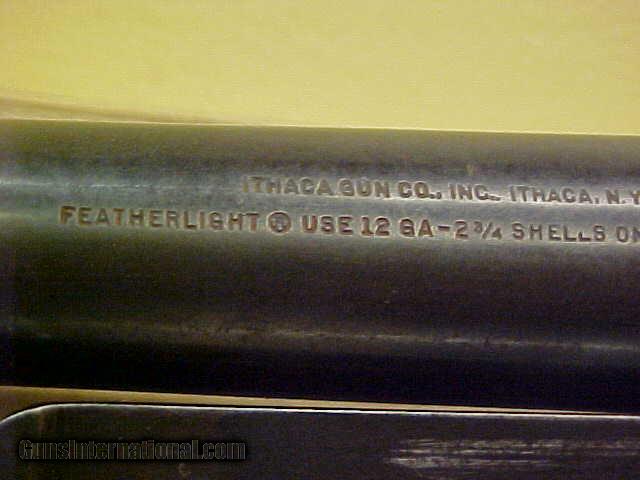 ITHACA GUN CO., INC. ITHACA, N.Y
FEATHERLIGHT ® USE 12 GA-2 3/4 SHELLS ON
GunsInternational.com